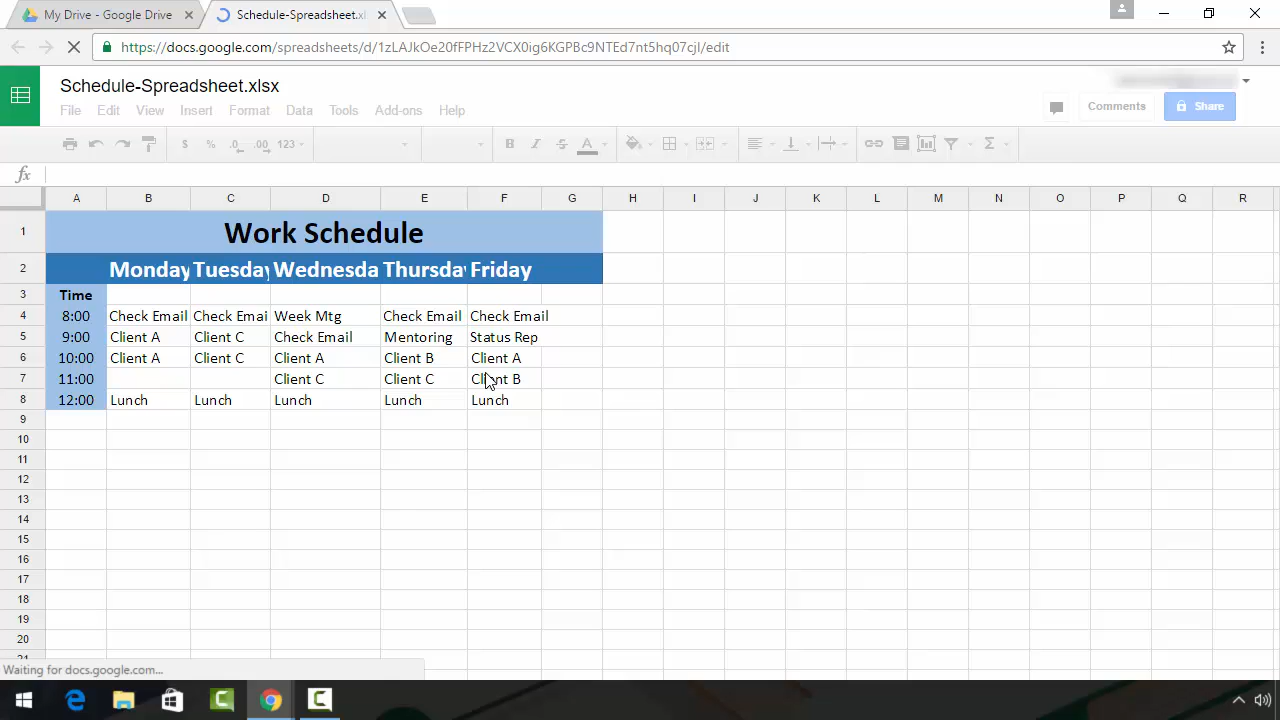 My Drive - Google Drive
Schedule-Spreadsheet.xl
https://docs.google.com/spreadsheets/d/1zLAJkOe20fFPHz2VCX0ig6KGPBc9NTEd7nt5hq07cjI/edit
Schedule-Spreadsheet.xlsx
File Edit View Insert Format Data Tools Add-ons Help
Comments Share
$ .0 .00 123 B I S A Σ
fx
A B C D E F G H I J K L M N O P Q R
1 Work Schedule
2 Monday Tuesday Wednesda Thursda Friday
3 Time
4 8:00 Check Email Check Emai Week Mtg Check Email Check Email
5 9:00 Client A Client C Check Email Mentoring Status Rep
6 10:00 Client A Client C Client A Client B Client A
7 11:00 Client C Client C Client B
8 12:00 Lunch Lunch Lunch Lunch Lunch
9
10
11
12
13
14
15
16
17
18
19
20
Waiting for docs.google.com...